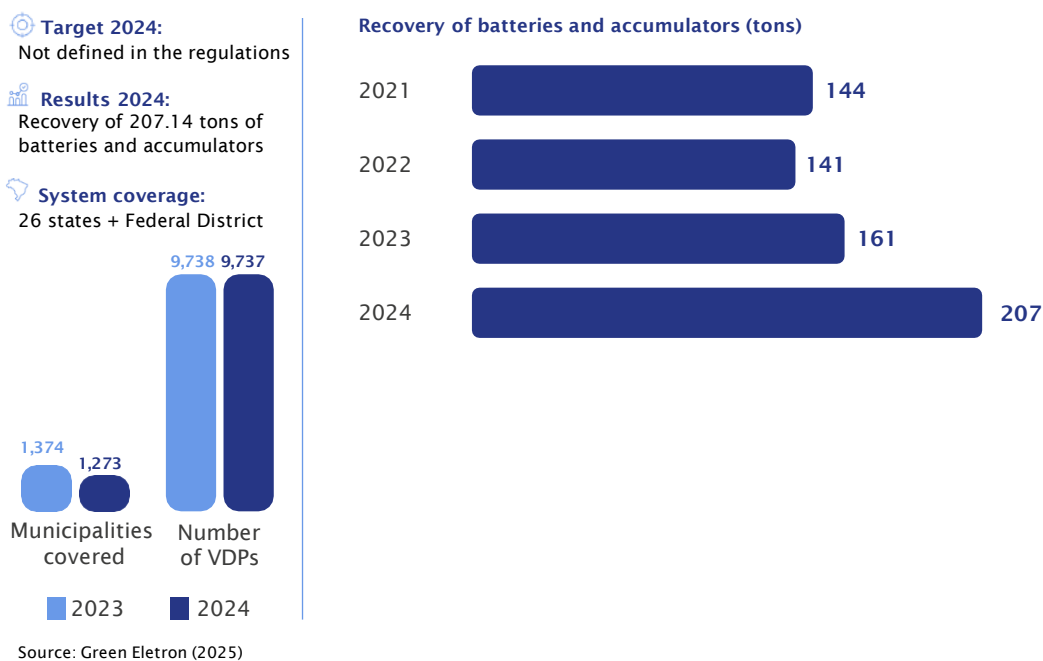 Target 2024:
Not defined in the regulations
Results 2024:
Recovery of 207.14 tons of
batteries and accumulators
System coverage:
26 states + Federal District
9,738 9,737
1,374
1,273
Municipalities
covered
Number
of VDPs
2023
2024
Source: Green Eletron (2025)
Recovery of batteries and accumulators (tons)
2021
144
2022
141
2023
161
2024
207